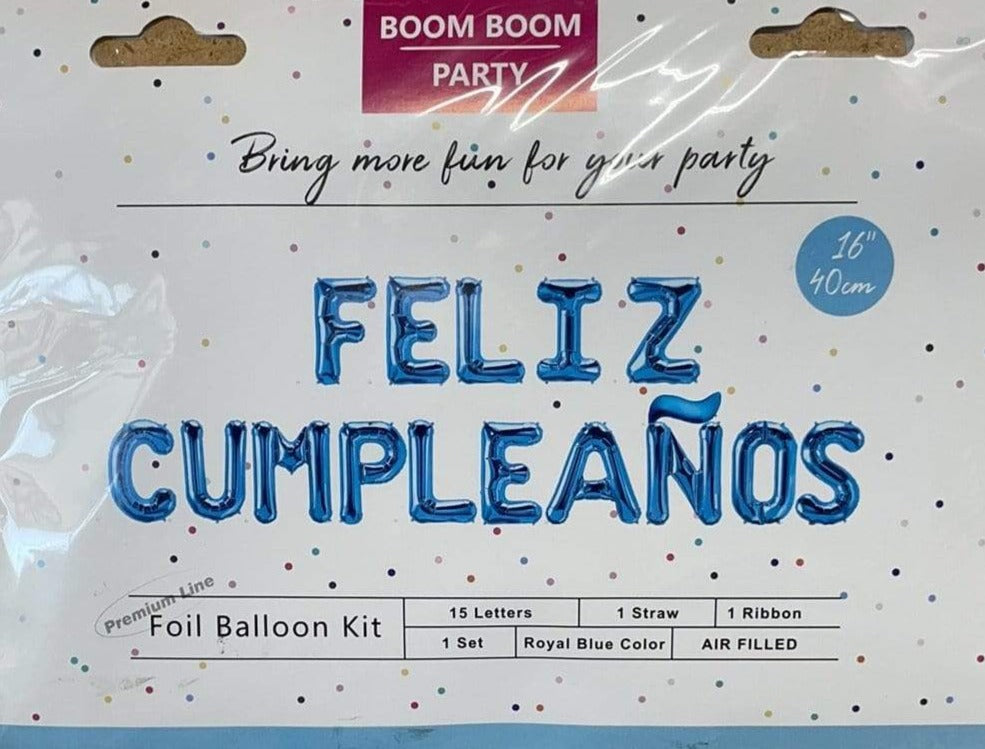 BOOM BOOM
PARTY
Bring more fun for your party
16"
40cm
FELIZ
CUMPLEAÑOS
Premium Line
Foil Balloon Kit
15 Letters
1 Straw
1 Ribbon
1 Set
Royal Blue Color
AIR FILLED